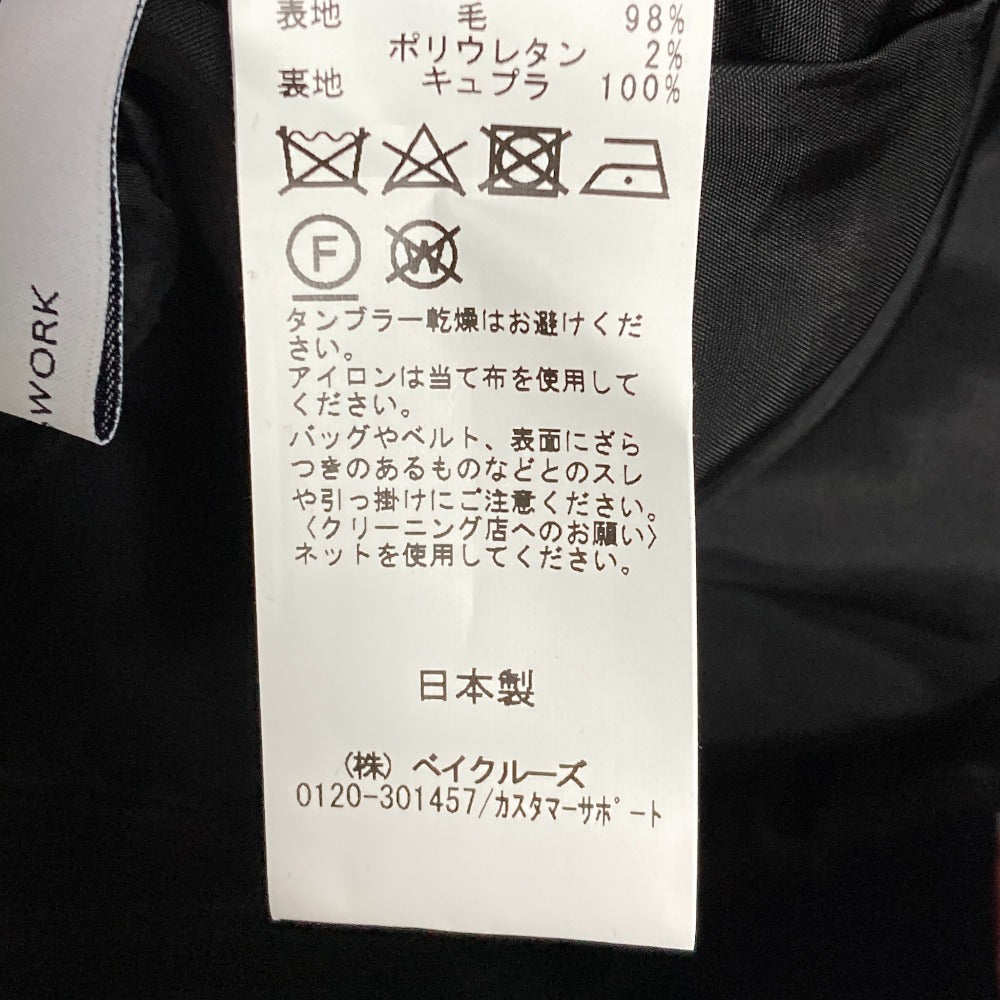 表地 毛 98%
ポリウレタン 2%
裏地 キュプラ 100%
F
W
タンブラー乾燥はお避けくだ
さい。
アイロンは当て布を使用して
ください。
バッグやベルト、表面にざら
つきのあるものなどとのスレ
や引っ掛けにご注意ください。
〈クリーニング店へのお願い〉
ネットを使用してください。
日本製
(株) ベイクルーズ
0120-301457/カスタマーサポート
WORK